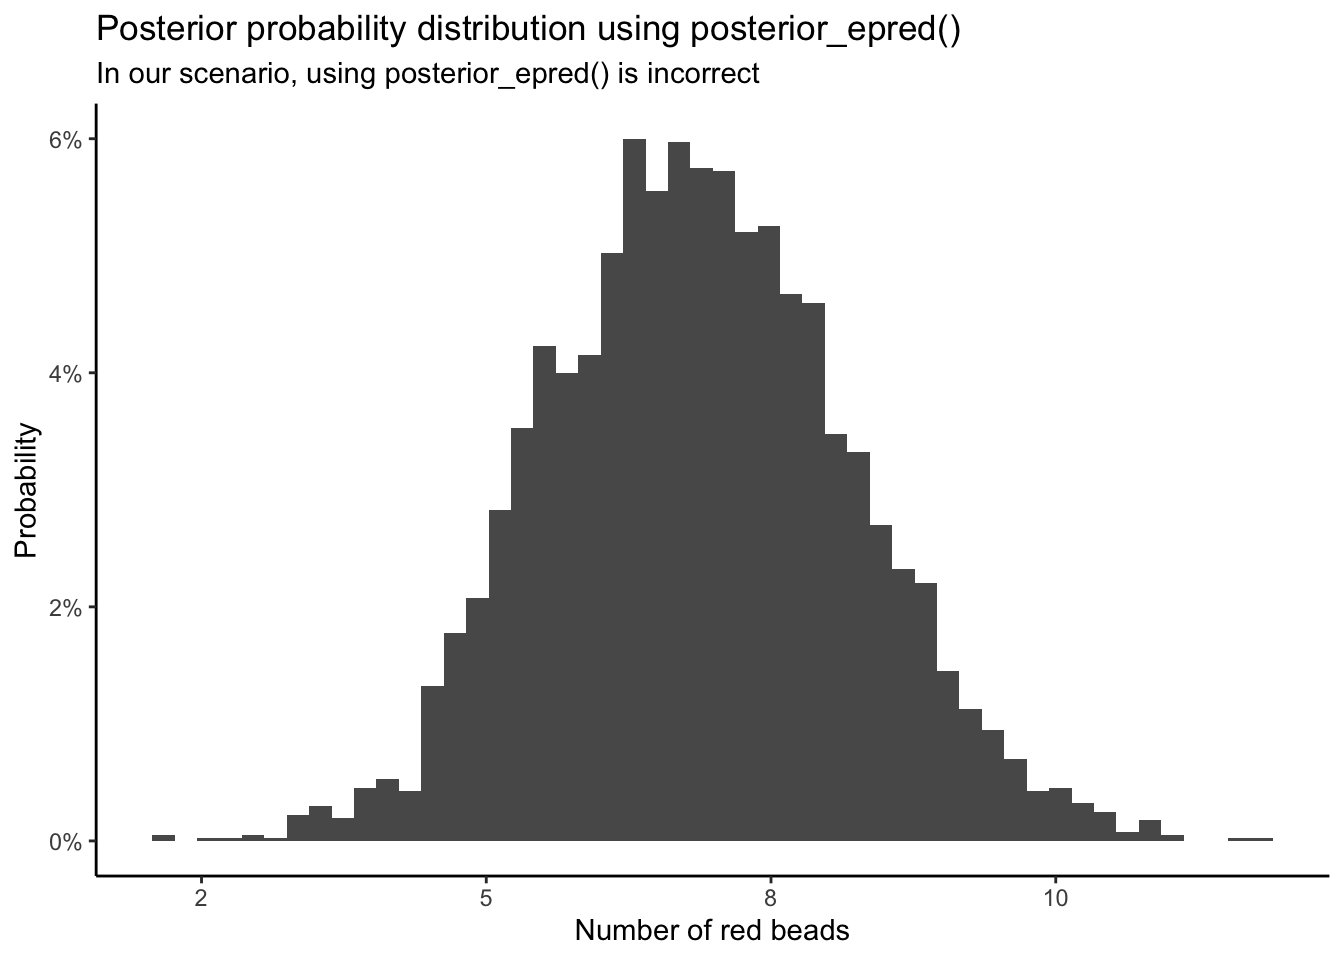 Posterior probability distribution using posterior_epred()
In our scenario, using posterior_epred() is incorrect
6%
4%
2%
0%
Probability
2
5
8
10
Number of red beads